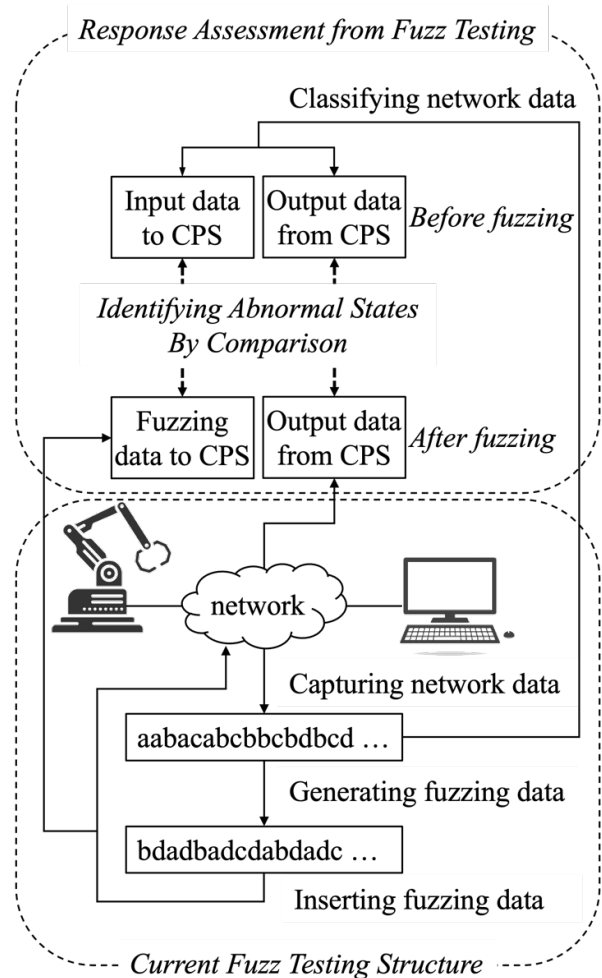 Response Assessment from Fuzz Testing
Classifying network data
Input data
to CPS
Output data
from CPS
Before fuzzing
Identifying Abnormal States
By Comparison
Fuzzing
data to CPS
Output data
from CPS
After fuzzing
network
Capturing network data
aabacabcbbcbdbcd …
Generating fuzzing data
bdadbadcdabdadc …
Inserting fuzzing data
Current Fuzz Testing Structure